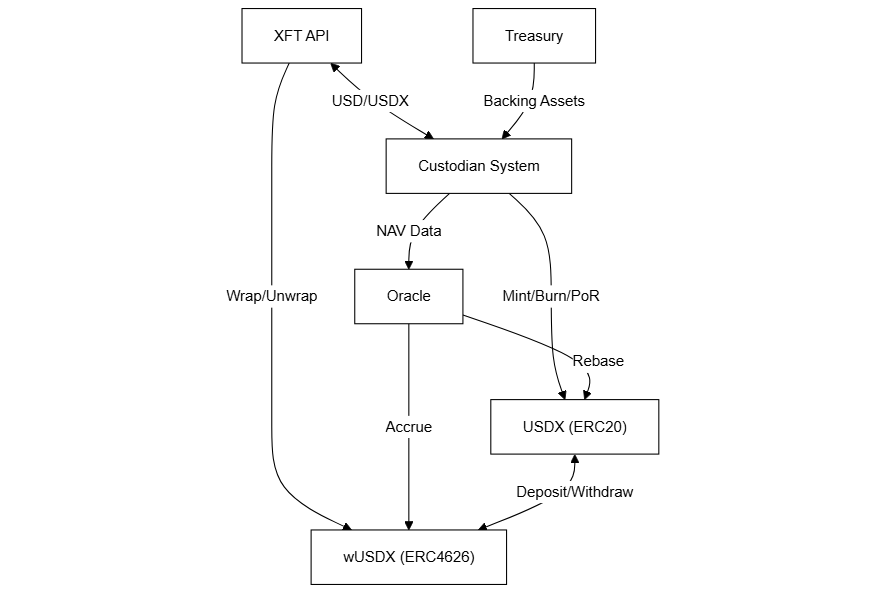 XFT API
Treasury
USD/USDX
Backing Assets
Custodian System
NAV Data
Oracle
Wrap/Unwrap
Mint/Burn/PoR
Rebase
Accrue
USDX (ERC20)
Deposit/Withdraw
wUSDX (ERC4626)